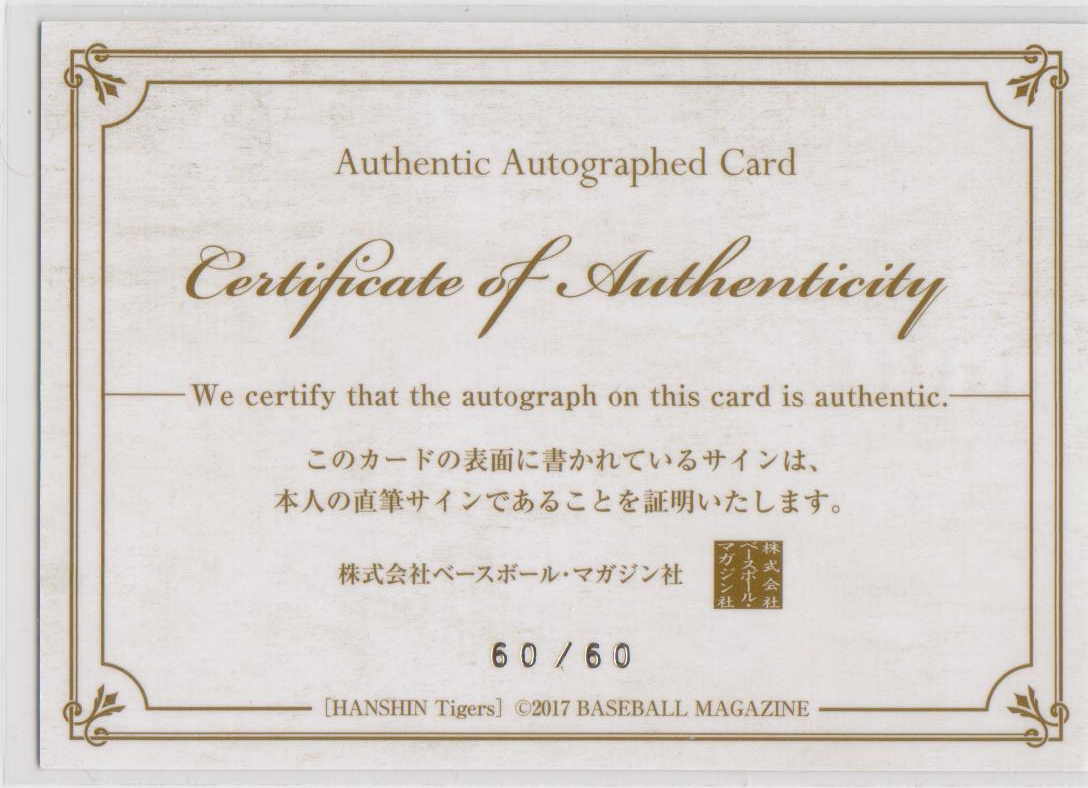 Authentic Autographed Card
Certificate of Authenticity
We certify that the autograph on this card is authentic.
このカードの表面に書かれているサインは、
本人の直筆サインであることを証明いたします。
株式会社ベースボール・マガジン社
株式会社
ベースボール・
マガジン社
60/60
[HANSHIN Tigers] ©2017 BASEBALL MAGAZINE